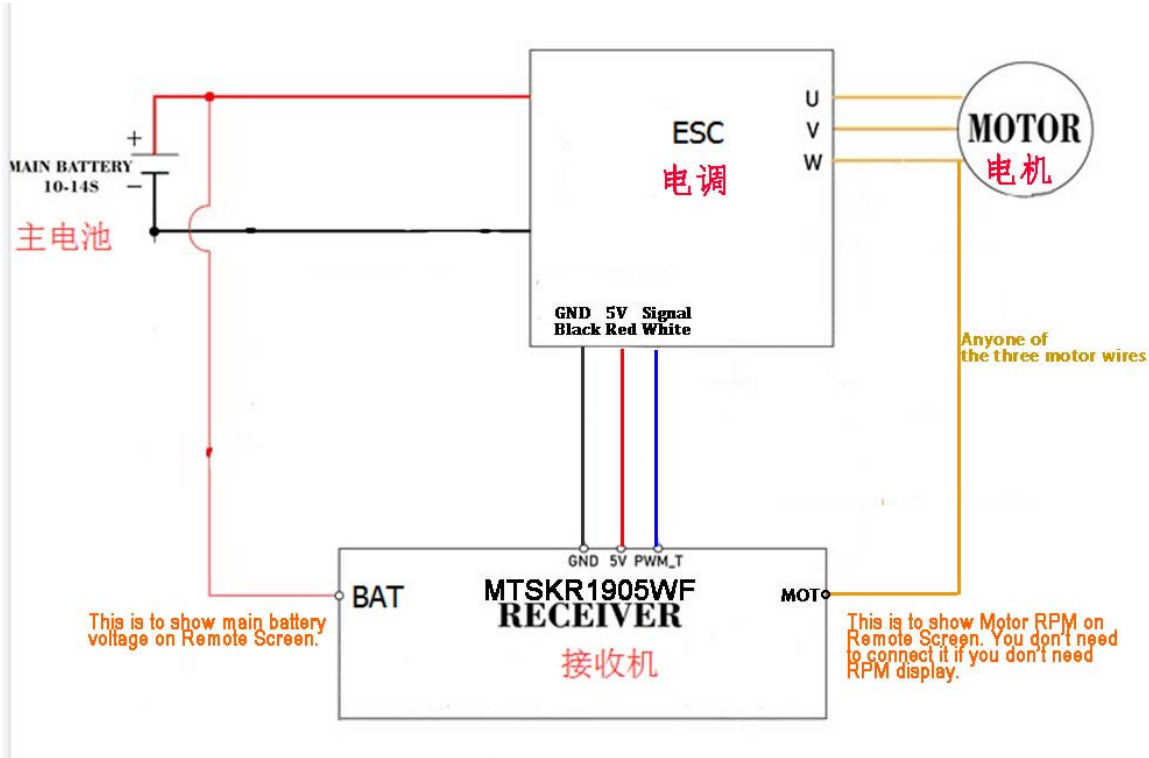 U
V
W
ESC
电调
MOTOR
电机
+
MAIN BATTERY
10-14S
−
主电池
GND 5V Signal
Black Red White
Anyone of
the three motor wires
GND 5V PWM_T
BAT
MTSKR1905WF
RECEIVER
接收机
MOT
This is to show main battery
voltage on Remote Screen.
This is to show Motor RPM on
Remote Screen. You don't need
to connect it if you don't need
RPM display.